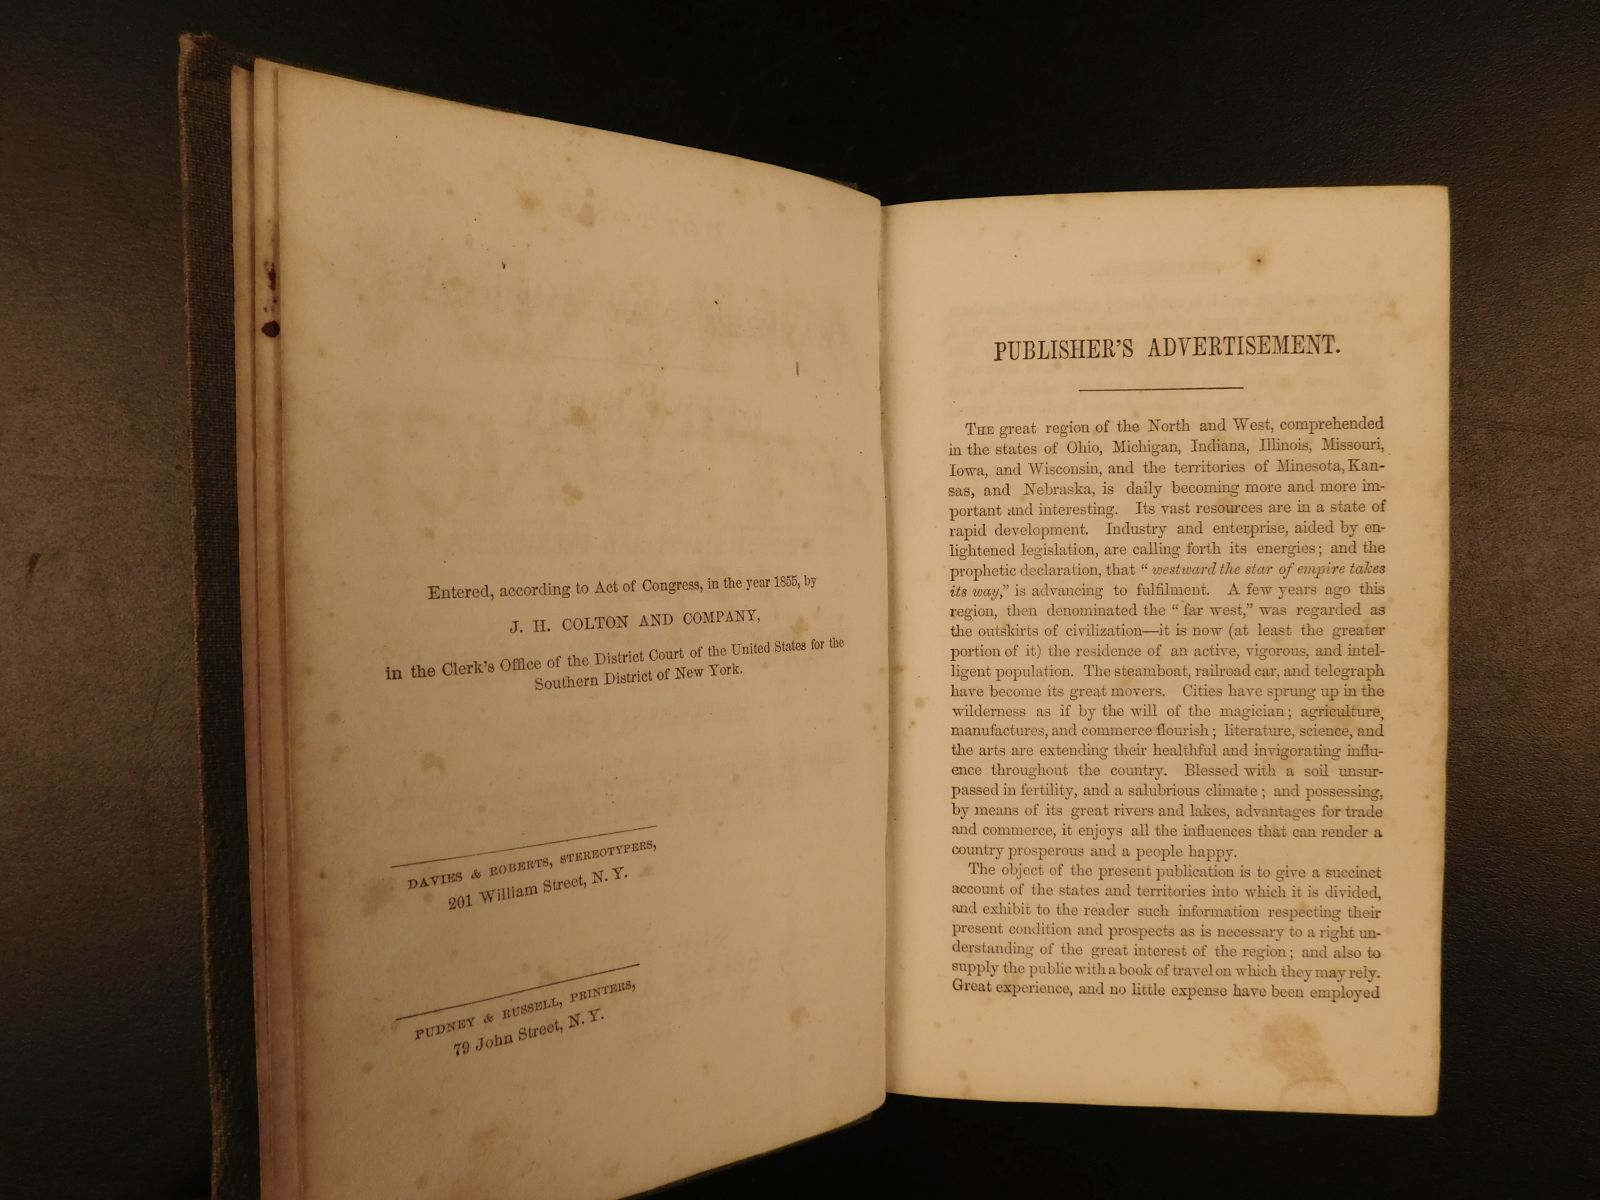 Entered, according to Act of Congress, in the year 1855, by
J. H. COLTON AND COMPANY,
in the Clerk's Office of the District Court of the United States for the
Southern District of New York.
DAVIES & ROBERTS, STEREOTYPERS,
201 William Street, N. Y.
PUDNEY & RUSSELL, PRINTERS,
79 John Street, N. Y.
PUBLISHER'S ADVERTISEMENT.
THE great region of the North and West, comprehended
in the states of Ohio, Michigan, Indiana, Illinois, Missouri,
Iowa, and Wisconsin, and the territories of Minesota, Kan-
sas, and Nebraska, is daily becoming more and more im-
portant and interesting. Its vast resources are in a state of
rapid development. Industry and enterprise, aided by en-
lightened legislation, are calling forth its energies; and the
prophetic declaration, that "westward the star of empire takes
its way," is advancing to fulfilment. A few years ago this
region, then denominated the "far west," was regarded as
the outskirts of civilization—it is now (at least the greater
portion of it) the residence of an active, vigorous, and intel-
ligent population. The steamboat, railroad car, and telegraph
have become its great movers. Cities have sprung up in the
wilderness as if by the will of the magician; agriculture,
manufactures, and commerce flourish; literature, science, and
the arts are extending their healthful and invigorating influ-
ence throughout the country. Blessed with a soil unsur-
passed in fertility, and a salubrious climate; and possessing,
by means of its great rivers and lakes, advantages for trade
and commerce, it enjoys all the influences that can render a
country prosperous and a people happy.
The object of the present publication is to give a succinct
account of the states and territories into which it is divided,
and exhibit to the reader such information respecting their
present condition and prospects as is necessary to a right un-
derstanding of the great interest of the region; and also to
supply the public with a book of travel on which they may rely.
Great experience, and no little expense have been employed